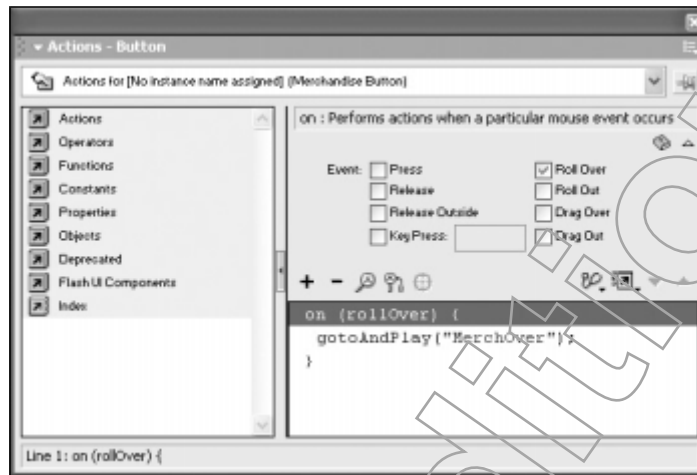 Actions - Button
Actions for [No instance name assigned] (Merchandise Button)
Actions
Operators
Functions
Constants
Properties
Objects
Deprecated
Flash UI Components
Index
on : Performs actions when a particular mouse event occurs
Event: Press Roll Over
Release Roll Out
Release Outside Drag Over
Key Press: Drag Out
on (rollOver) {
gotoAndPlay("MerchOver");
}
Line 1: on (rollOver) {